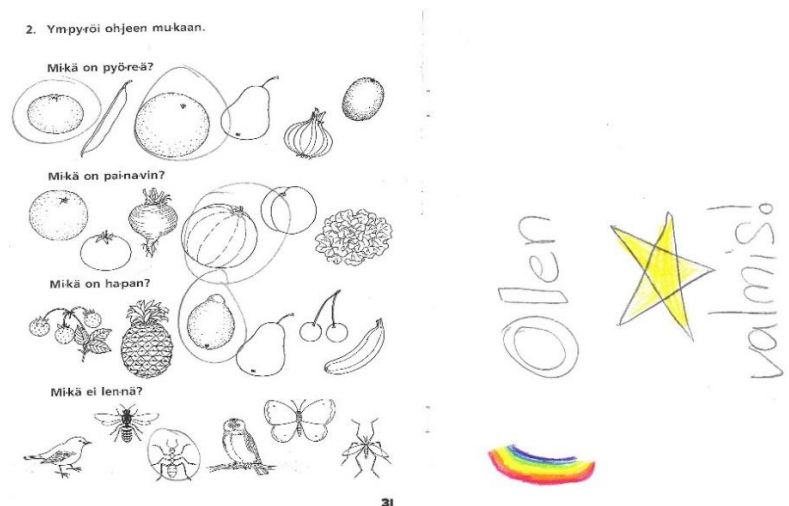 2. Ym·py·röi oh·jeen mu·kaan.
Mi·kä on pyö·re·ä?
Mi·kä on pai·na·vin?
Mi·kä on ha·pan?
Mi·kä ei len·nä?
31
Ollen
valmis!